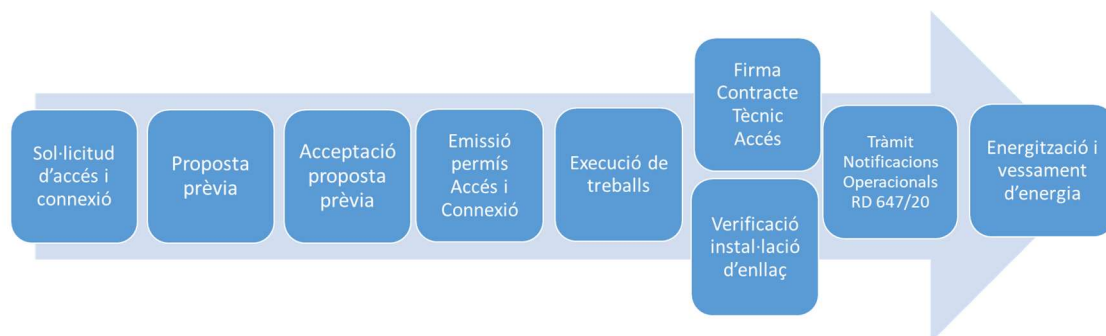 Sol·licitud
d'accés i
connexió
Proposta
prèvia
Acceptació
proposta
prèvia
Emissió
permís
Accés i
Connexió
Execució de
treballs
Firma
Contracte
Tècnic
Accés
Verificació
instal·lació
d'enllaç
Tràmit
Notificacions
Operacionals
RD 647/20
Energització i
vessament
d'energia